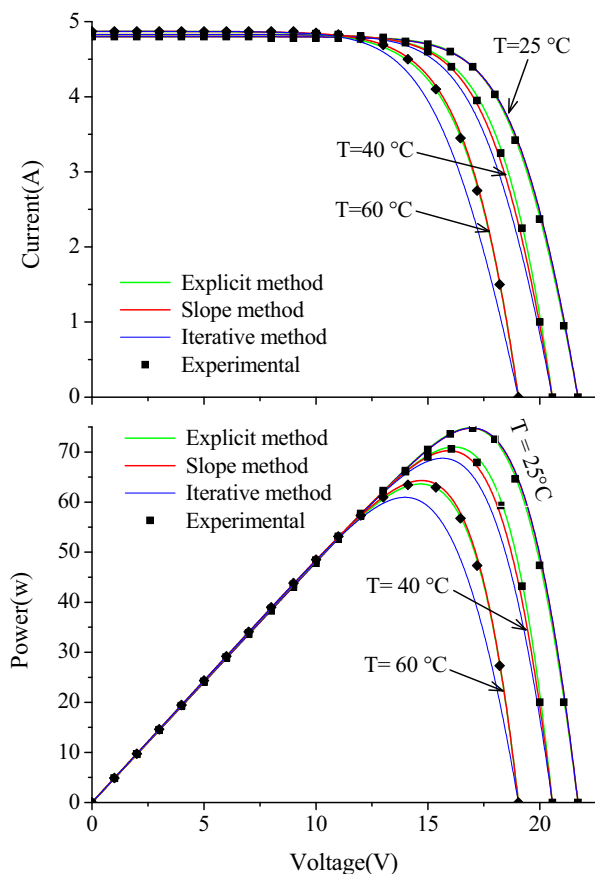 5
4
3
2
1
0
Current(A)
T=25 °C
T=40 °C
T=60 °C
Explicit method
Slope method
Iterative method
Experimental
70
60
50
40
30
20
10
0
Power(w)
Explicit method
Slope method
Iterative method
Experimental
T = 25°C
T= 40 °C
T= 60 °C
0
5
10
15
20
Voltage(V)